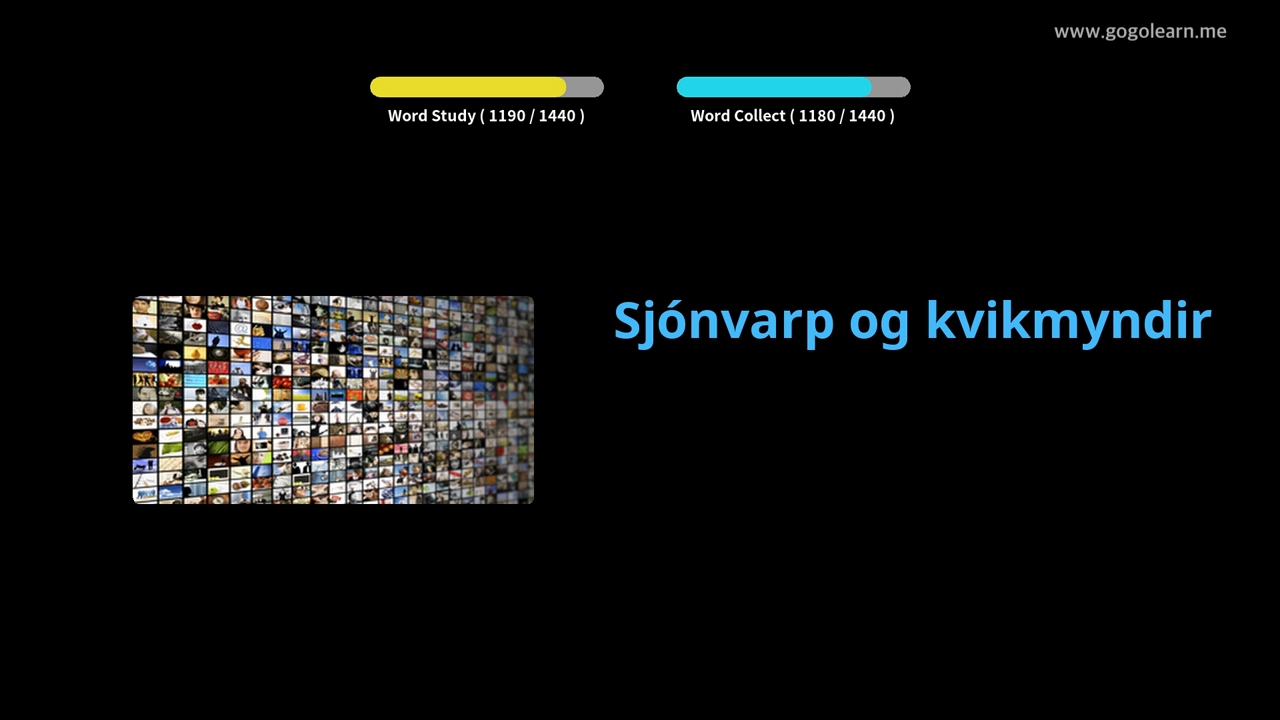 www.gogolearn.me
Word Study ( 1190 / 1440 )
Word Collect ( 1180 / 1440 )
Sjónvarp og kvikmyndir